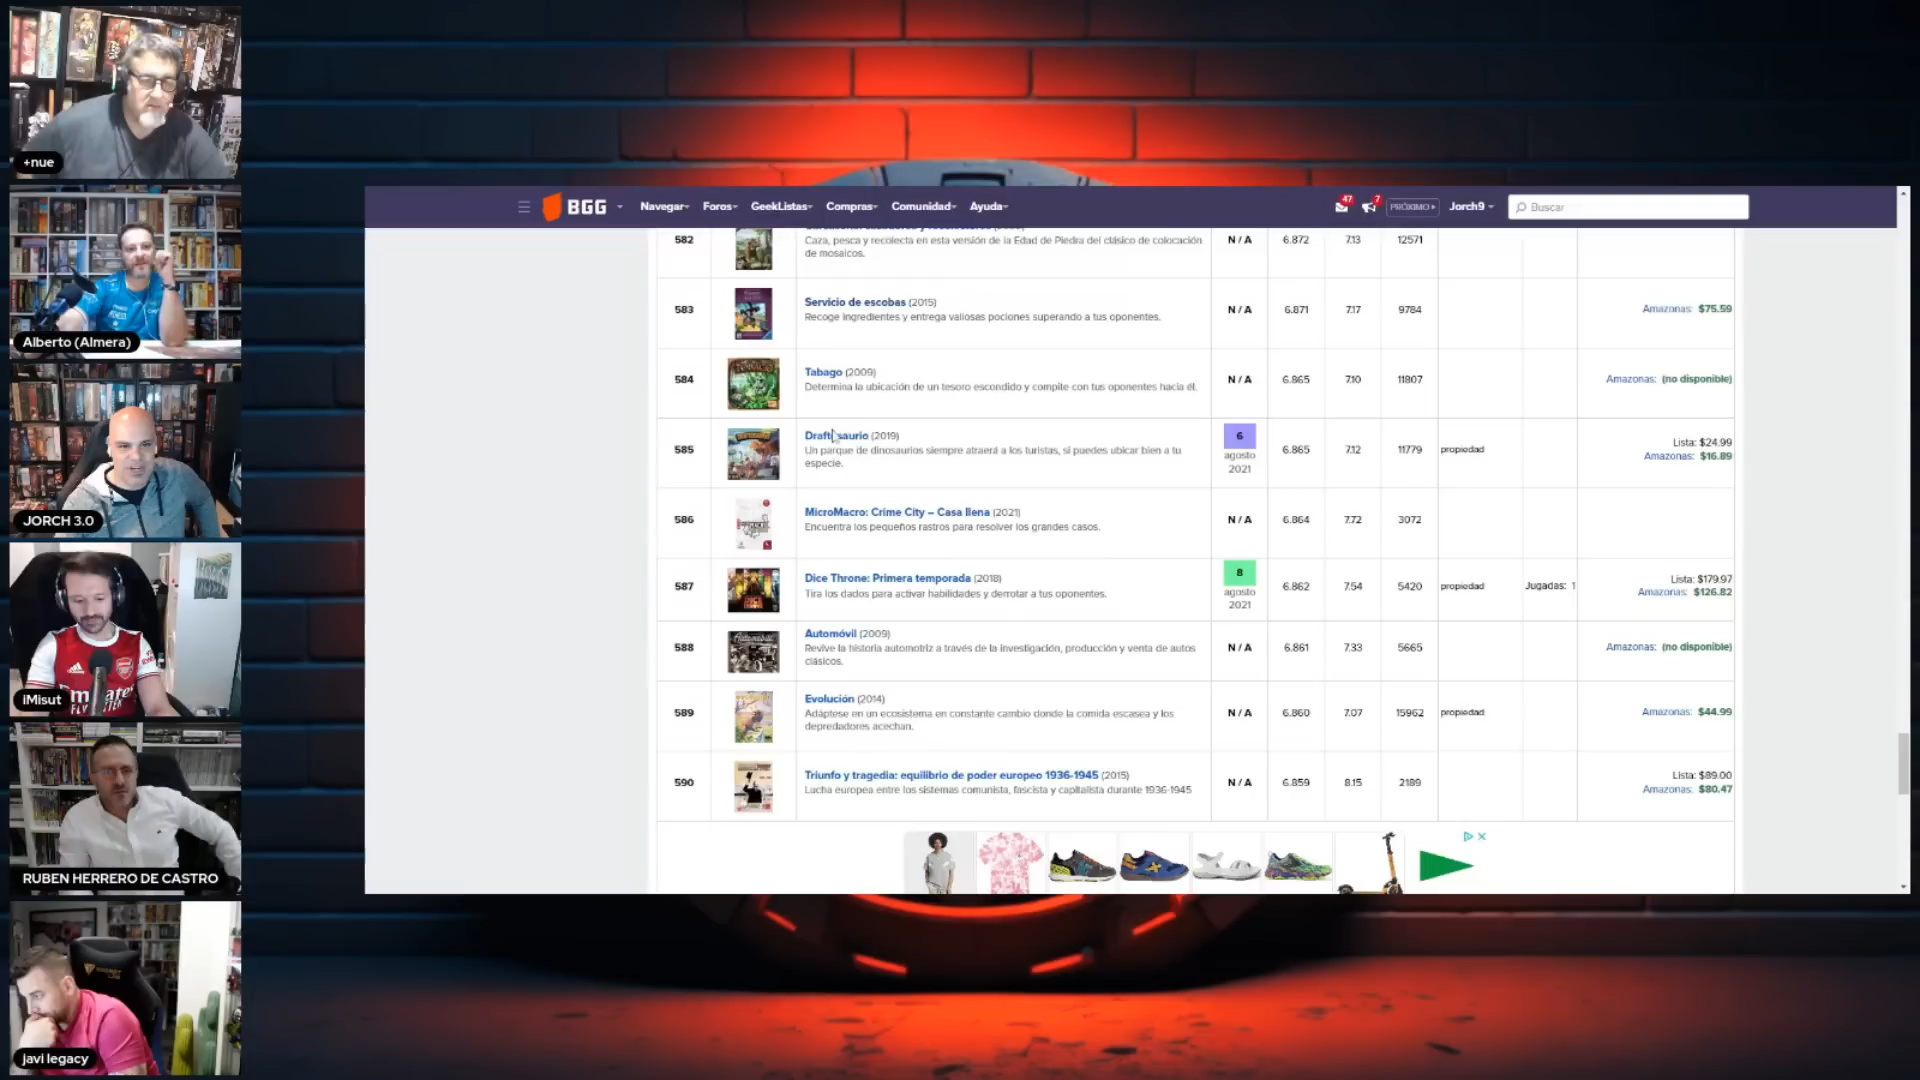 +nue
Alberto (Almera)
JORCH 3.0
iMisut
RUBEN HERRERO DE CASTRO
javi legacy
BGG
Navegar
Foros
GeekListas
Compras
Comunidad
Ayuda
47
7
PRÓXIMO
Jorch9
Buscar
582
Caza, pesca y recolecta en esta versión de la Edad de Piedra del clásico de colocación
de mosaicos.
N / A
6.872
7.13
12571
583
Servicio de escobas (2015)
Recoge ingredientes y entrega valiosas pociones superando a tus oponentes.
N / A
6.871
7.17
9784
Amazonas: $75.59
584
Tabago (2009)
Determina la ubicación de un tesoro escondido y compite con tus oponentes hacia él.
N / A
6.865
7.10
11807
Amazonas: (no disponible)
585
Draftosaurio (2019)
Un parque de dinosaurios siempre atraerá a los turistas, si puedes ubicar bien a tu
especie.
6
agosto
2021
6.865
7.12
11779
propiedad
Lista: $24.99
Amazonas: $16.89
586
MicroMacro: Crime City – Casa llena (2021)
Encuentra los pequeños rastros para resolver los grandes casos.
N / A
6.864
7.72
3072
587
Dice Throne: Primera temporada (2018)
Tira los dados para activar habilidades y derrotar a tus oponentes.
8
agosto
2021
6.862
7.54
5420
propiedad
Jugadas: 1
Lista: $179.97
Amazonas: $126.82
588
Automóvil (2009)
Revive la historia automotriz a través de la investigación, producción y venta de autos
clásicos.
N / A
6.861
7.33
5665
Amazonas: (no disponible)
589
Evolución (2014)
Adáptese en un ecosistema en constante cambio donde la comida escasea y los
depredadores acechan.
N / A
6.860
7.07
15962
propiedad
Amazonas: $44.99
590
Triunfo y tragedia: equilibrio de poder europeo 1936-1945 (2015)
Lucha europea entre los sistemas comunista, fascista y capitalista durante 1936-1945
N / A
6.859
8.15
2189
Lista: $89.00
Amazonas: $80.47